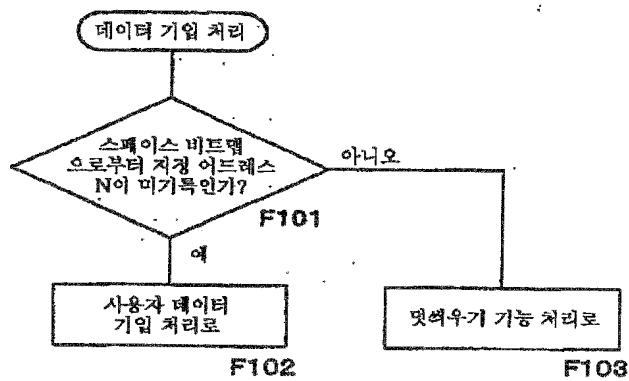 데이터 기입 처리
스페이스 비트맵
으로부터 지정 어드레스
N이 미기록인가?
아니오
F101
예
사용자 데이터
기입 처리로
덧씌우기 기능 처리로
F102
F103